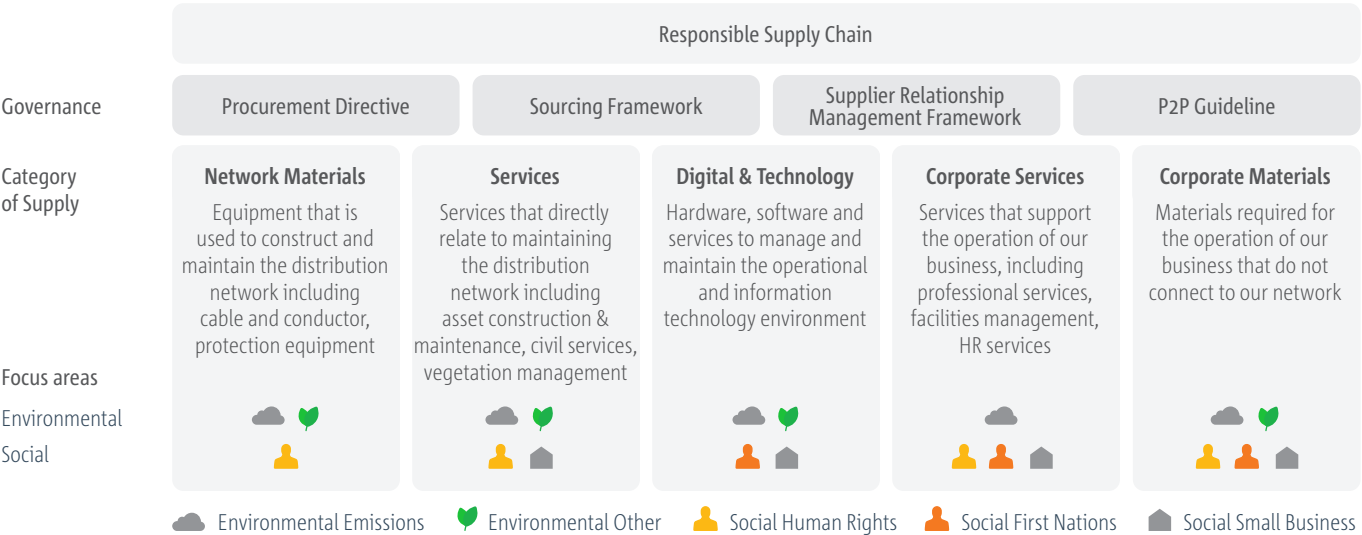 Responsible Supply Chain
Governance
Procurement Directive
Sourcing Framework
Supplier Relationship
Management Framework
P2P Guideline
Category
of Supply
Network Materials
Equipment that is
used to construct and
maintain the distribution
network including
cable and conductor,
protection equipment
Services
Services that directly
relate to maintaining
the distribution
network including
asset construction &
maintenance, civil services,
vegetation management
Digital & Technology
Hardware, software and
services to manage and
maintain the operational
and information
technology environment
Corporate Services
Services that support
the operation of our
business, including
professional services,
facilities management,
HR services
Corporate Materials
Materials required for
the operation of our
business that do not
connect to our network
Focus areas
Environmental
Social
Environmental Emissions
Environmental Other
Social Human Rights
Social First Nations
Social Small Business